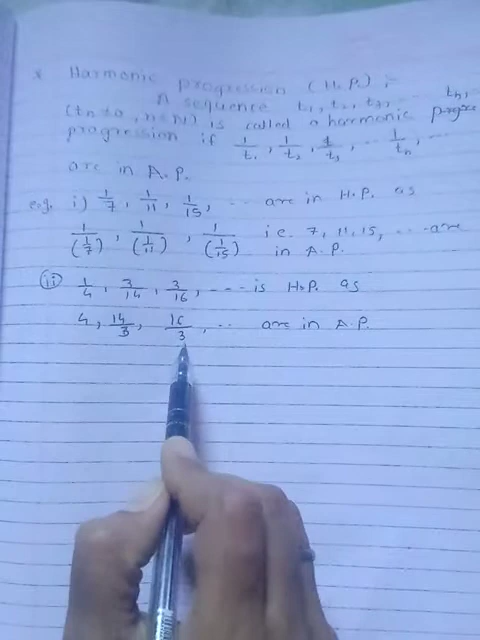 * Harmonic progression (H.P.) :-
A sequence t₁, t₂, t₃, ... tₙ, ...
(tₙ ≠ 0, n ∈ N) is called a harmonic
progression if 1/t₁, 1/t₂, 1/t₃, ... 1/tₙ, ...
are in A.P.
e.g. i) 1/7, 1/11, 1/15, ... are in H.P. as
1/(1/7), 1/(1/11), 1/(1/15) i.e. 7, 11, 15, ... are
in A.P.
(ii) 1/4, 3/14, 3/16, ---- is H.P. as
4, 14/3, 16/3, ... are in A.P.